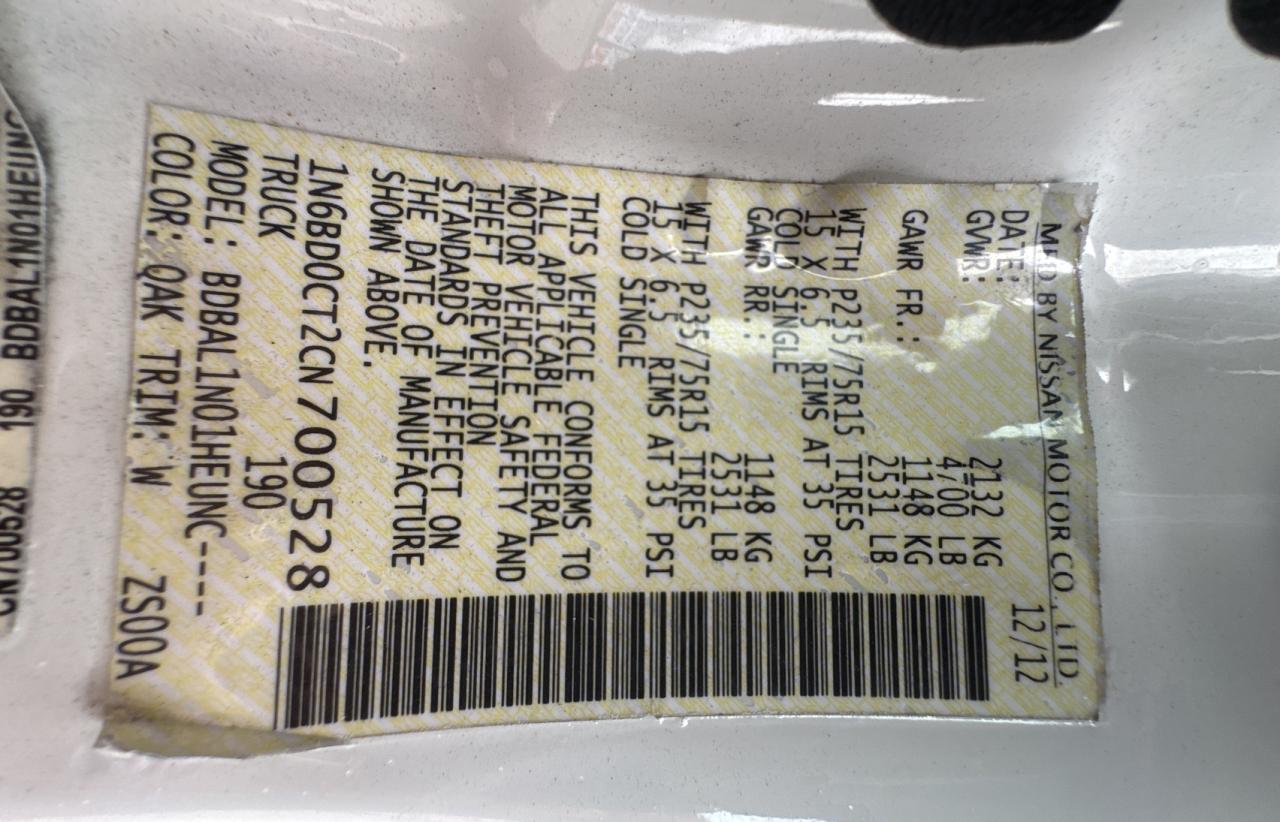 MFD BY NISSAN MOTOR CO., LTD.
DATE: 12/12
GVWR: 2132 KG
4700 LB
GAWR FR.: 1148 KG
2531 LB
WITH P235/75R15 TIRES
15 X 6.5 RIMS AT 35 PSI
COLD SINGLE
GAWR RR.: 1148 KG
2531 LB
WITH P235/75R15 TIRES
15 X 6.5 RIMS AT 35 PSI
COLD SINGLE
THIS VEHICLE CONFORMS TO
ALL APPLICABLE FEDERAL
MOTOR VEHICLE SAFETY AND
THEFT PREVENTION
STANDARDS IN EFFECT ON
THE DATE OF MANUFACTURE
SHOWN ABOVE.
1N6BD0CT2CN700528
TRUCK 190
MODEL: BDBAL1N01HEUNC----
COLOR: QAK TRIM: W ZS00A
CN700528 190 BDBAL1N01HEUNC